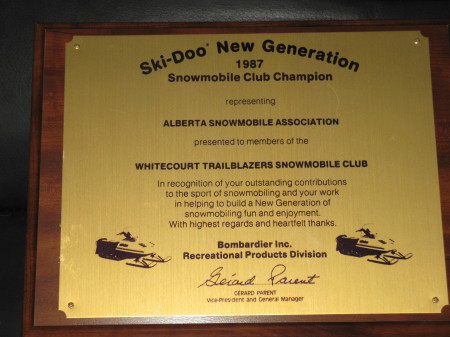 Ski-Doo® New Generation
1987
Snowmobile Club Champion
representing
ALBERTA SNOWMOBILE ASSOCIATION
presented to members of the
WHITECOURT TRAILBLAZERS SNOWMOBILE CLUB
In recognition of your outstanding contributions
to the sport of snowmobiling and your work
in helping to build a New Generation of
snowmobiling fun and enjoyment.
With highest regards and heartfelt thanks.
Bombardier Inc.
Recreational Products Division
Gérard Parent
GÉRARD PARENT
Vice-President and General Manager